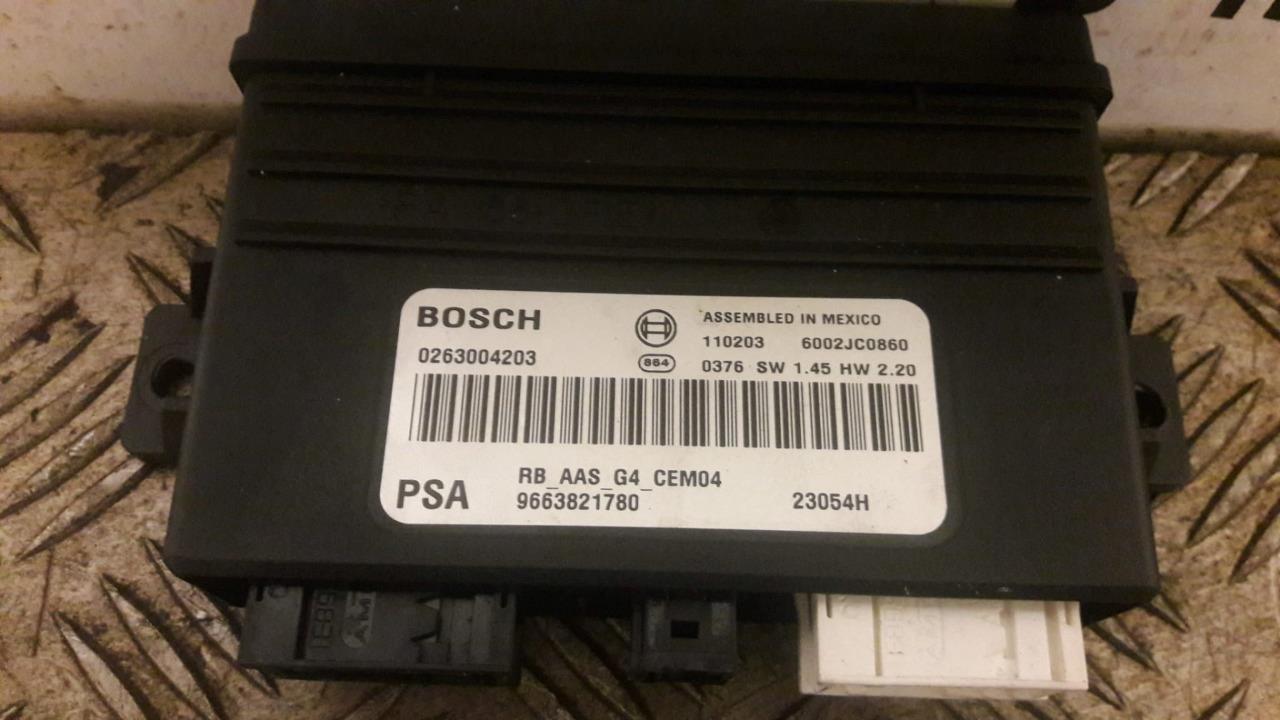 BOSCH
ASSEMBLED IN MEXICO
110203 6002JC0860
0263004203
864
0376 SW 1.45 HW 2.20
RB_AAS_G4_CEM04
PSA
9663821780
23054H